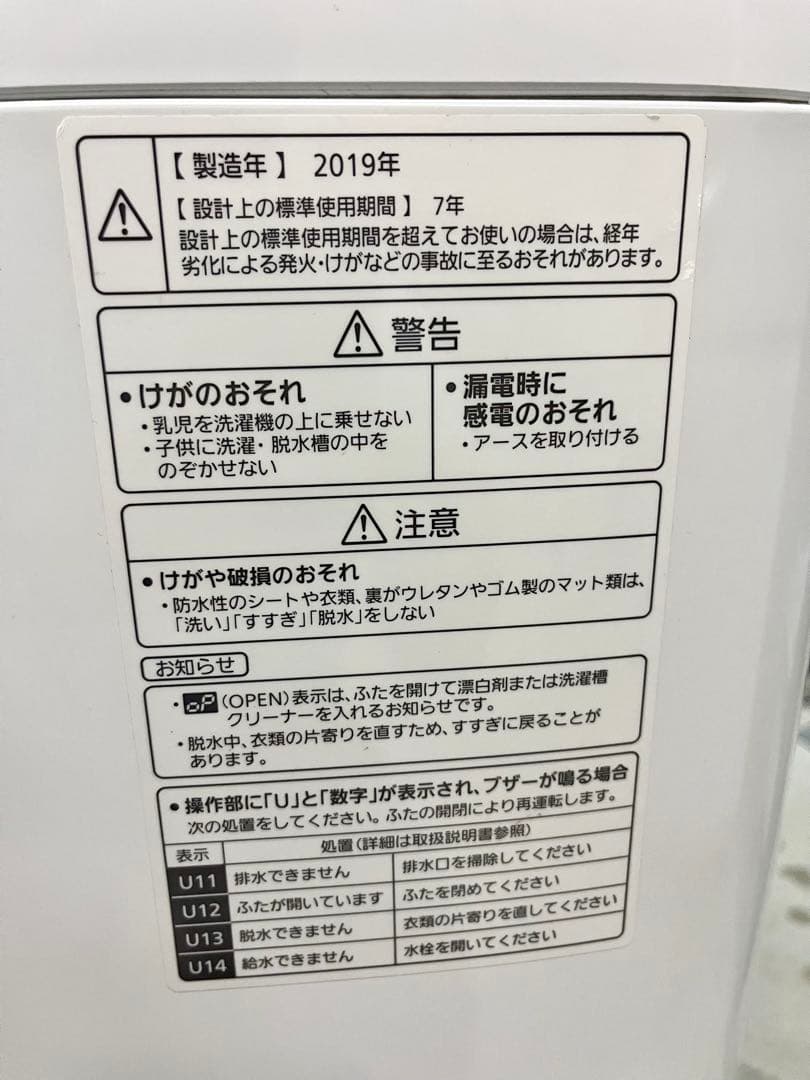 【製造年】 2019年
【設計上の標準使用期間】 7年
設計上の標準使用期間を超えてお使いの場合は、経年
劣化による発火・けがなどの事故に至るおそれがあります。
警告
・けがのおそれ
・乳児を洗濯機の上に乗せない
・子供に洗濯・脱水槽の中を
のぞかせない
・漏電時に
感電のおそれ
・アースを取り付ける
注意
・けがや破損のおそれ
・防水性のシートや衣類、裏がウレタンやゴム製のマット類は、
「洗い」「すすぎ」「脱水」をしない
お知らせ
・oP(OPEN)表示は、ふたを開けて漂白剤または洗濯槽
クリーナーを入れるお知らせです。
・脱水中、衣類の片寄りを直すため、すすぎに戻ることが
あります。
・操作部に「U」と「数字」が表示され、ブザーが鳴る場合
次の処置をしてください。ふたの開閉により再運転します。
表示 処置(詳細は取扱説明書参照)
U11 排水できません 排水口を掃除してください
U12 ふたが開いています ふたを閉めてください
U13 脱水できません 衣類の片寄りを直してください
U14 給水できません 水栓を開いてください